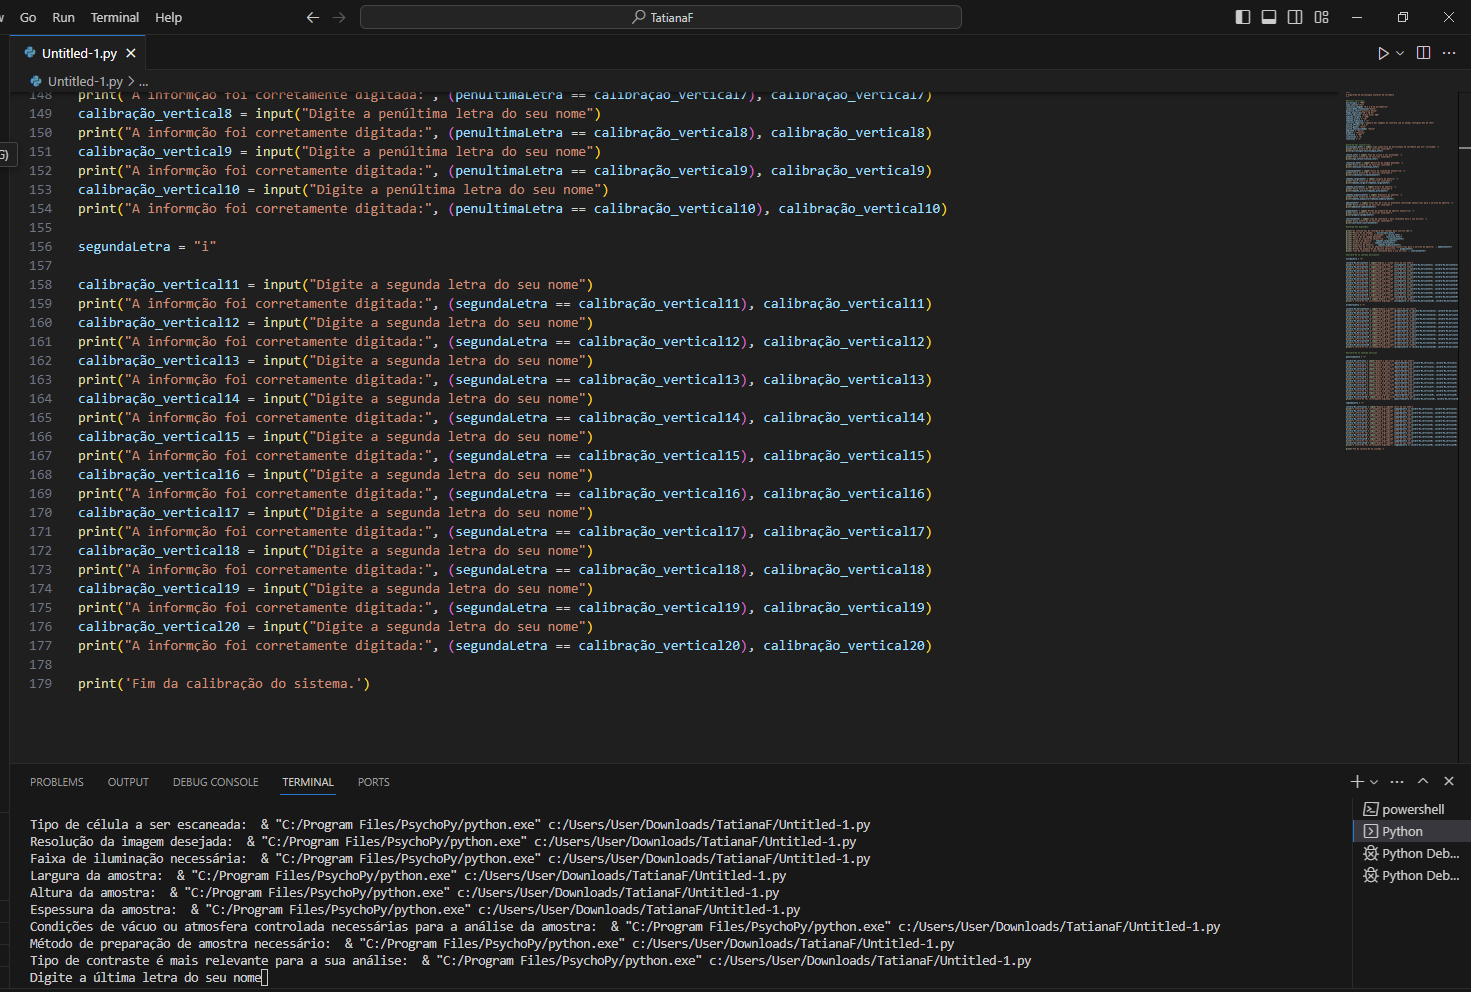 Go Run Terminal Help TatianaF
Untitled-1.py
Untitled-1.py > ...
148 print("A informção foi corretamente digitada:", (penultimaLetra == calibração_vertical7), calibração_vertical7)
149 calibração_vertical8 = input("Digite a penúltima letra do seu nome")
150 print("A informção foi corretamente digitada:", (penultimaLetra == calibração_vertical8), calibração_vertical8)
151 calibração_vertical9 = input("Digite a penúltima letra do seu nome")
152 print("A informção foi corretamente digitada:", (penultimaLetra == calibração_vertical9), calibração_vertical9)
153 calibração_vertical10 = input("Digite a penúltima letra do seu nome")
154 print("A informção foi corretamente digitada:", (penultimaLetra == calibração_vertical10), calibração_vertical10)
155
156 segundaLetra = "i"
157
158 calibração_vertical11 = input("Digite a segunda letra do seu nome")
159 print("A informção foi corretamente digitada:", (segundaLetra == calibração_vertical11), calibração_vertical11)
160 calibração_vertical12 = input("Digite a segunda letra do seu nome")
161 print("A informção foi corretamente digitada:", (segundaLetra == calibração_vertical12), calibração_vertical12)
162 calibração_vertical13 = input("Digite a segunda letra do seu nome")
163 print("A informção foi corretamente digitada:", (segundaLetra == calibração_vertical13), calibração_vertical13)
164 calibração_vertical14 = input("Digite a segunda letra do seu nome")
165 print("A informção foi corretamente digitada:", (segundaLetra == calibração_vertical14), calibração_vertical14)
166 calibração_vertical15 = input("Digite a segunda letra do seu nome")
167 print("A informção foi corretamente digitada:", (segundaLetra == calibração_vertical15), calibração_vertical15)
168 calibração_vertical16 = input("Digite a segunda letra do seu nome")
169 print("A informção foi corretamente digitada:", (segundaLetra == calibração_vertical16), calibração_vertical16)
170 calibração_vertical17 = input("Digite a segunda letra do seu nome")
171 print("A informção foi corretamente digitada:", (segundaLetra == calibração_vertical17), calibração_vertical17)
172 calibração_vertical18 = input("Digite a segunda letra do seu nome")
173 print("A informção foi corretamente digitada:", (segundaLetra == calibração_vertical18), calibração_vertical18)
174 calibração_vertical19 = input("Digite a segunda letra do seu nome")
175 print("A informção foi corretamente digitada:", (segundaLetra == calibração_vertical19), calibração_vertical19)
176 calibração_vertical20 = input("Digite a segunda letra do seu nome")
177 print("A informção foi corretamente digitada:", (segundaLetra == calibração_vertical20), calibração_vertical20)
178
179 print('Fim da calibração do sistema.')
PROBLEMS OUTPUT DEBUG CONSOLE TERMINAL PORTS
Tipo de célula a ser escaneada:  & "C:/Program Files/PsychoPy/python.exe" c:/Users/User/Downloads/TatianaF/Untitled-1.py
Resolução da imagem desejada:  & "C:/Program Files/PsychoPy/python.exe" c:/Users/User/Downloads/TatianaF/Untitled-1.py
Faixa de iluminação necessária:  & "C:/Program Files/PsychoPy/python.exe" c:/Users/User/Downloads/TatianaF/Untitled-1.py
Largura da amostra:  & "C:/Program Files/PsychoPy/python.exe" c:/Users/User/Downloads/TatianaF/Untitled-1.py
Altura da amostra:  & "C:/Program Files/PsychoPy/python.exe" c:/Users/User/Downloads/TatianaF/Untitled-1.py
Espessura da amostra:  & "C:/Program Files/PsychoPy/python.exe" c:/Users/User/Downloads/TatianaF/Untitled-1.py
Condições de vácuo ou atmosfera controlada necessárias para a análise da amostra:  & "C:/Program Files/PsychoPy/python.exe" c:/Users/User/Downloads/TatianaF/Untitled-1.py
Método de preparação de amostra necessário:  & "C:/Program Files/PsychoPy/python.exe" c:/Users/User/Downloads/TatianaF/Untitled-1.py
Tipo de contraste é mais relevante para a sua análise:  & "C:/Program Files/PsychoPy/python.exe" c:/Users/User/Downloads/TatianaF/Untitled-1.py
Digite a última letra do seu nome
powershell
Python
Python Deb...
Python Deb...